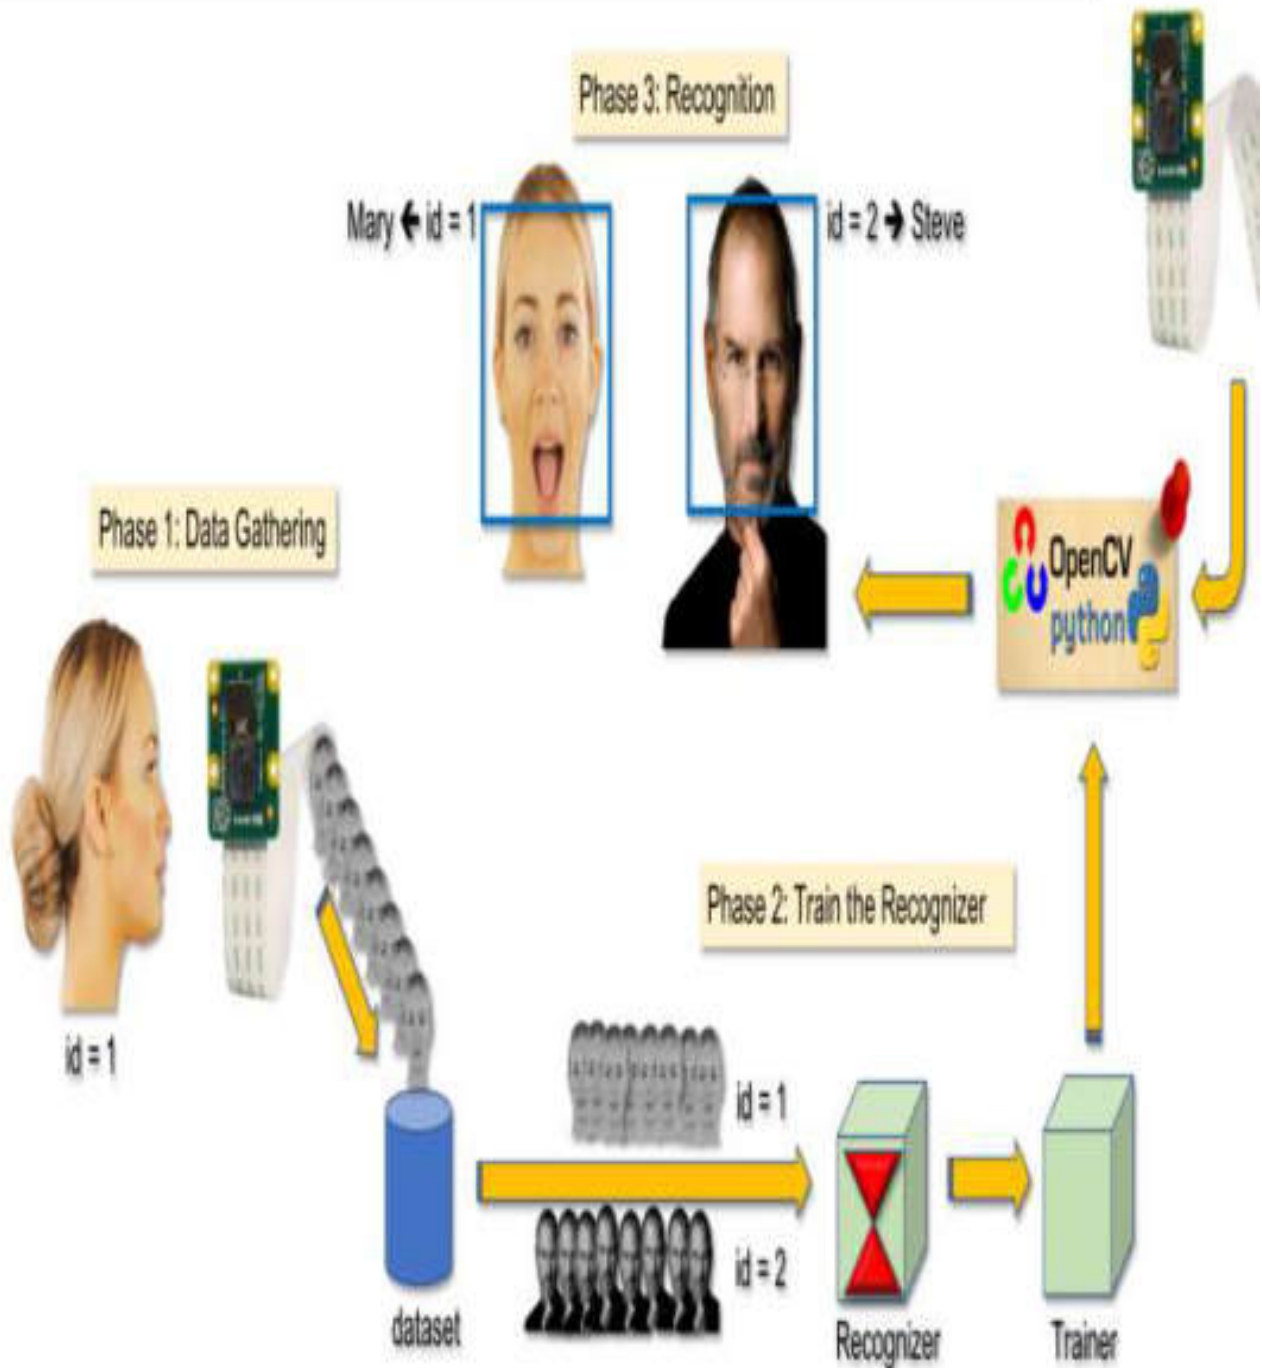 Phase 3: Recognition
Mary ← id = 1
id = 2 → Steve
Phase 1: Data Gathering
OpenCV
python
id = 1
Phase 2: Train the Recognizer
id = 1
id = 2
dataset
Recognizer
Trainer